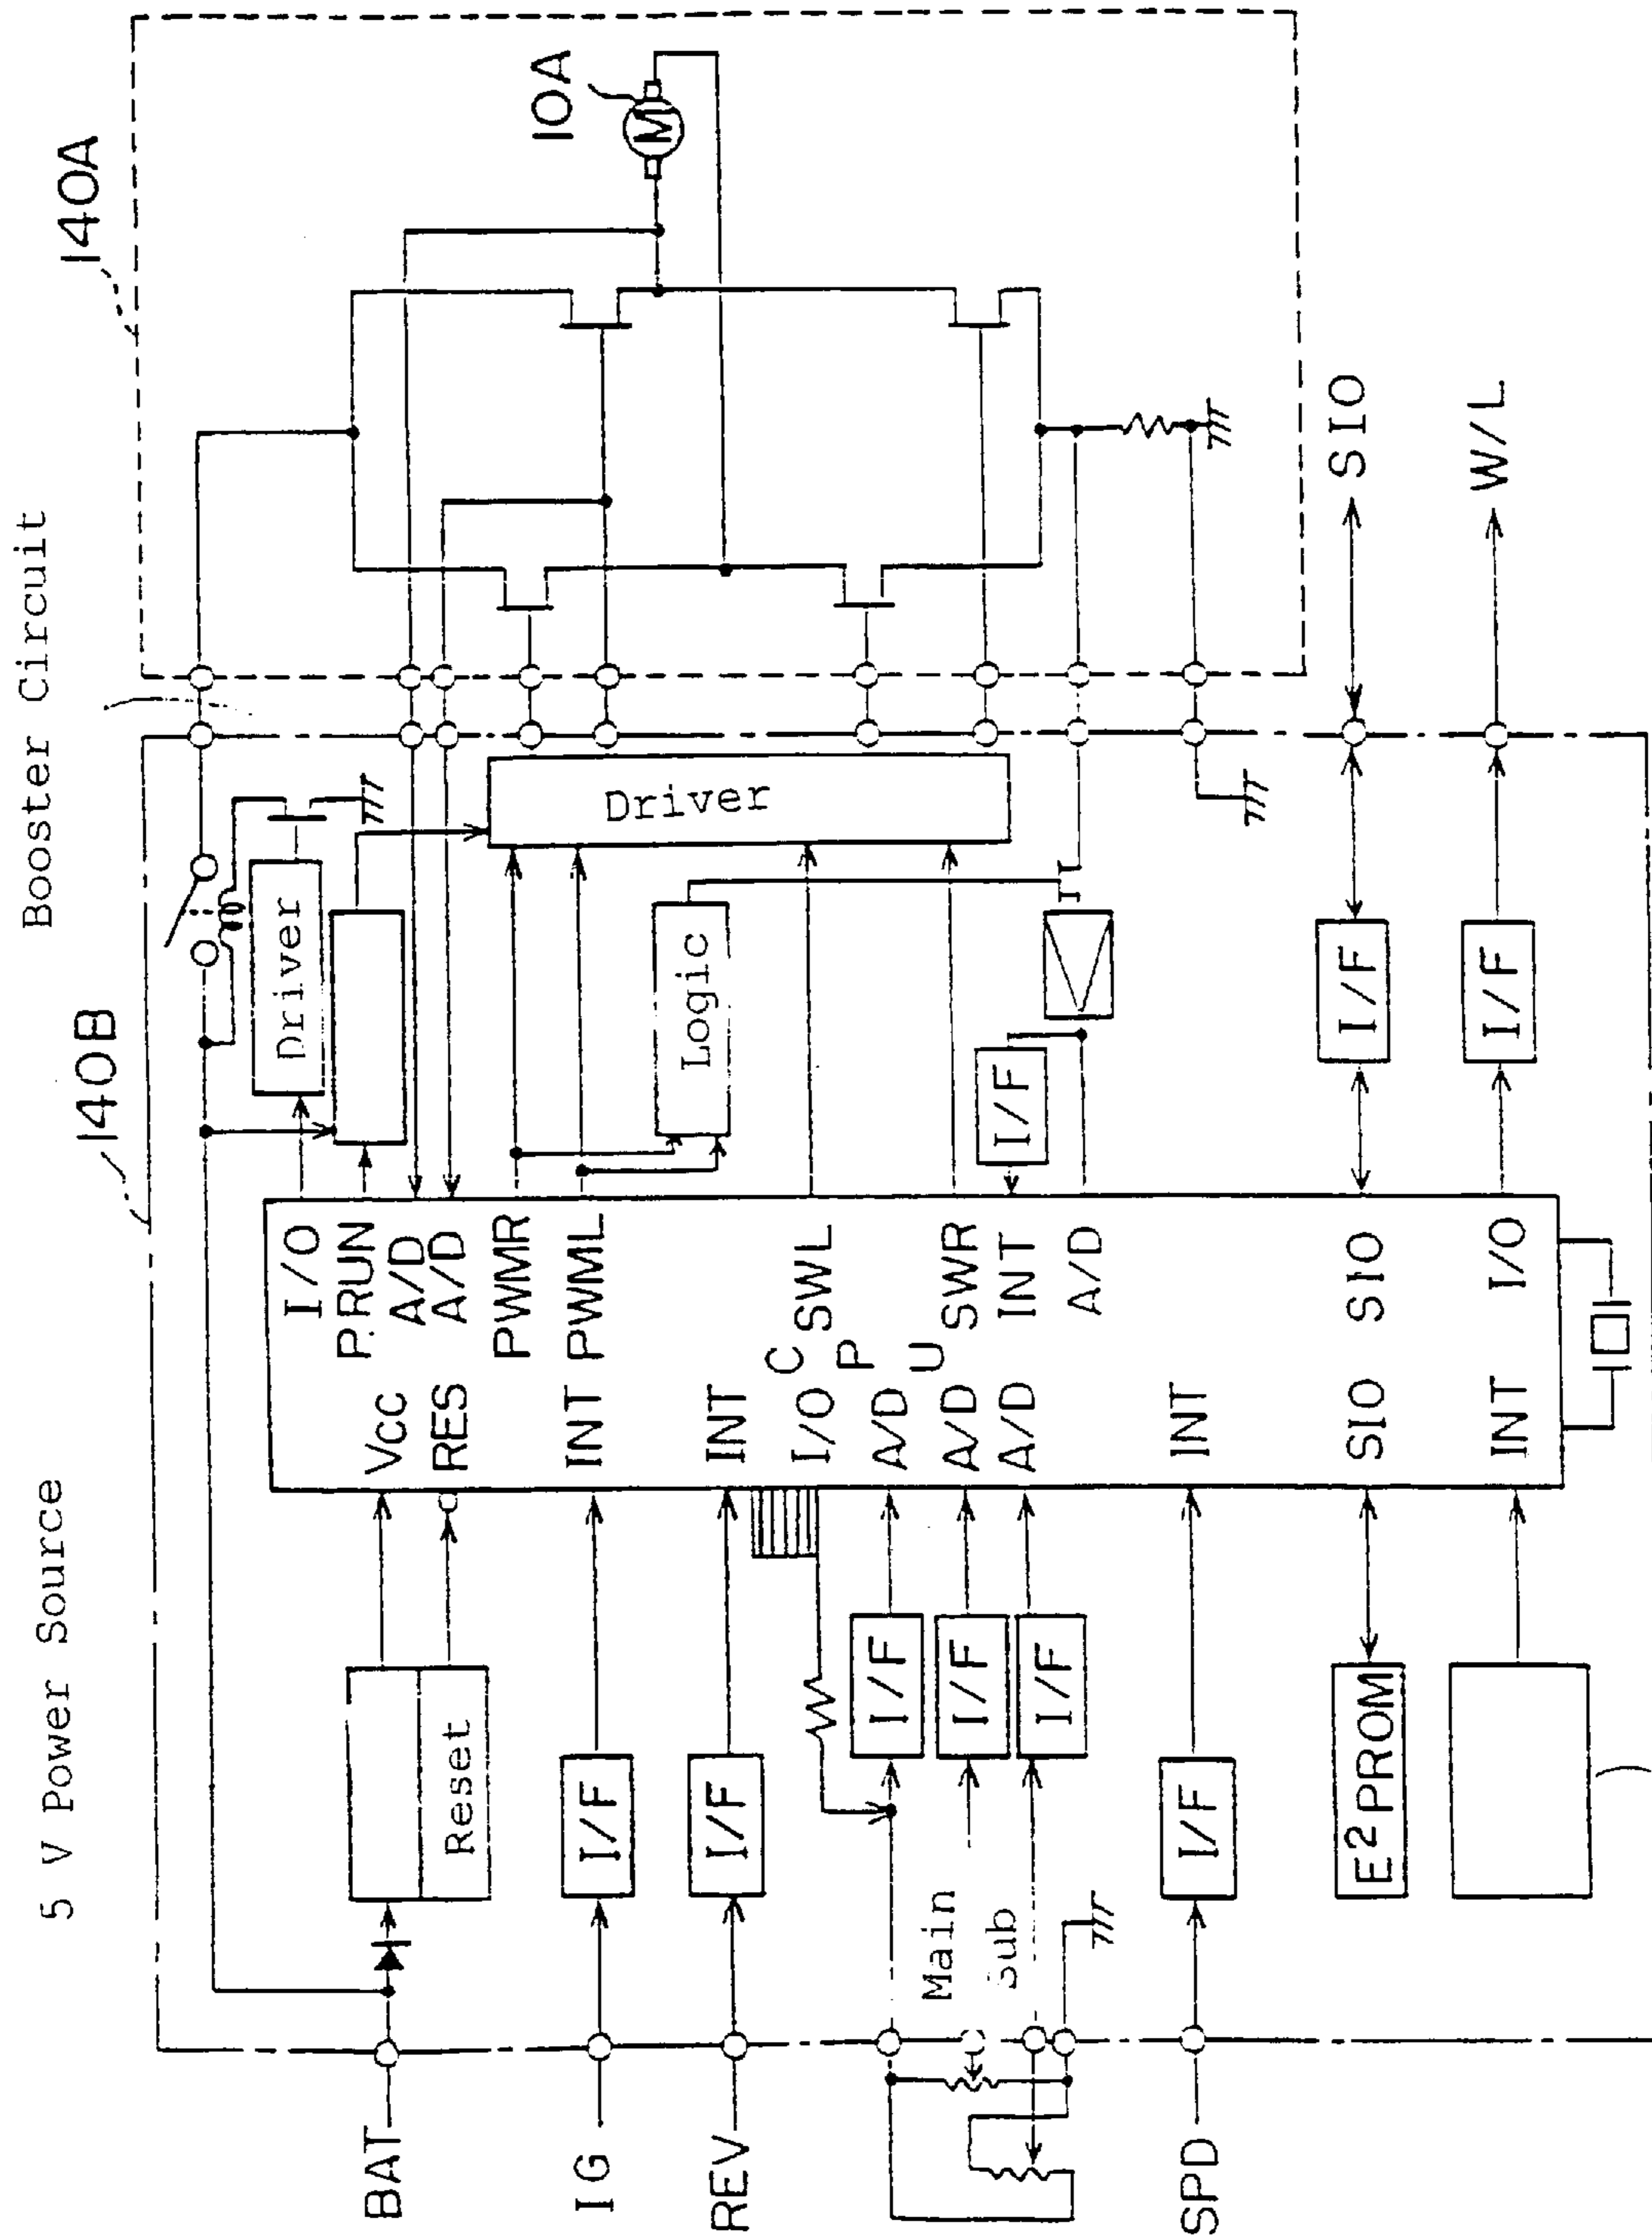 5 V Power Source
Booster Circuit
140B
140A
BAT
IG
REV
SPD
Reset
I/F
I/F
Main
Sub
I/F
I/F
I/F
I/F
E²PROM
Vcc
RES
INT
INT
I/O
A/D
A/D
A/D
INT
SIO
INT
C
P
U
I/O
P.RUN
A/D
A/D
PWMR
PWML
SWL
SWR
INT
A/D
SIO
I/O
Driver
Logic
I/F
I/F
I/F
Driver
10A
M
SIO
W/L